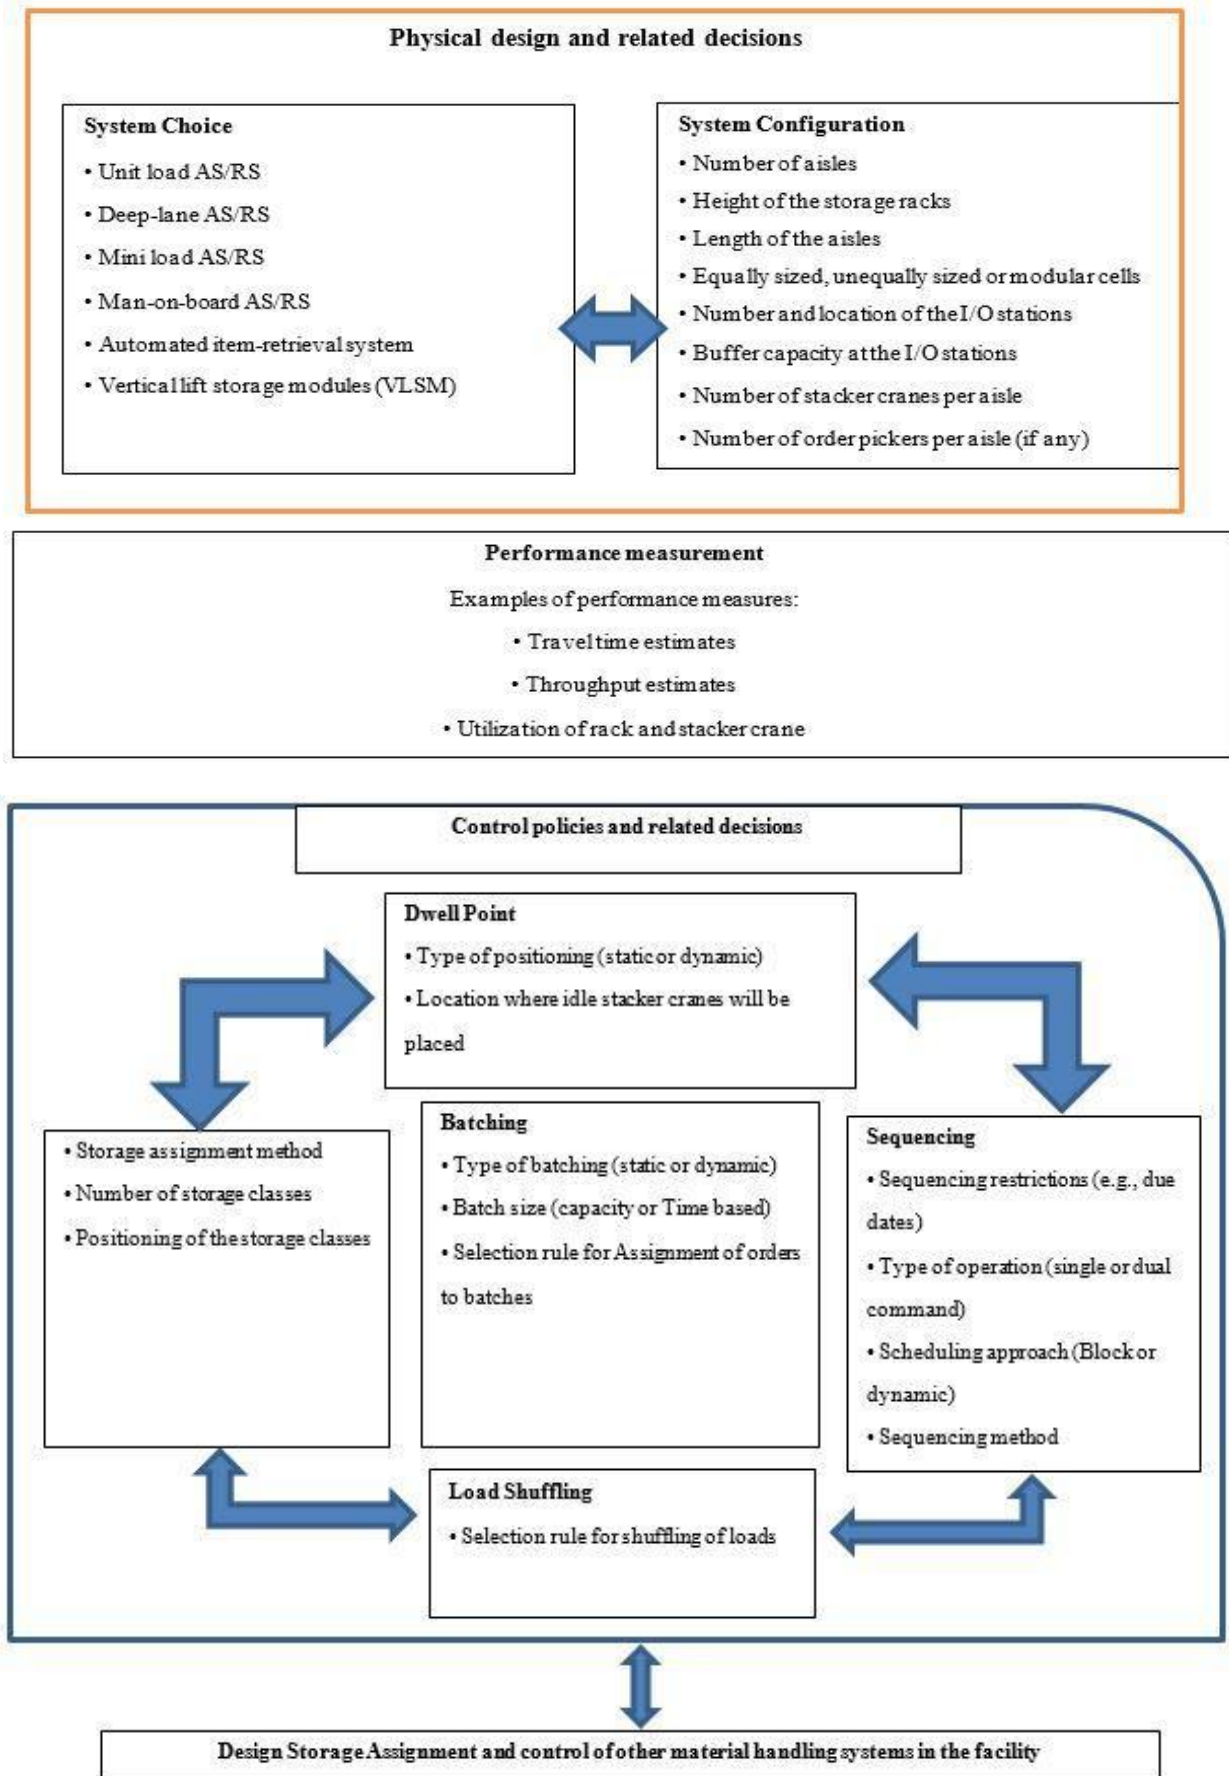 Physical design and related decisions
System Choice
• Unit load AS/RS
• Deep-lane AS/RS
• Mini load AS/RS
• Man-on-board AS/RS
• Automated item-retrieval system
• Vertical lift storage modules (VLSM)
System Configuration
• Number of aisles
• Height of the storage racks
• Length of the aisles
• Equally sized, unequally sized or modular cells
• Number and location of the I/O stations
• Buffer capacity at the I/O stations
• Number of stacker cranes per aisle
• Number of order pickers per aisle (if any)
Performance measurement
Examples of performance measures:
• Travel time estimates
• Throughput estimates
• Utilization of rack and stacker crane
Control policies and related decisions
Dwell Point
• Type of positioning (static or dynamic)
• Location where idle stacker cranes will be
placed
• Storage assignment method
• Number of storage classes
• Positioning of the storage classes
Batching
• Type of batching (static or dynamic)
• Batch size (capacity or Time based)
• Selection rule for Assignment of orders
to batches
Sequencing
• Sequencing restrictions (e.g., due
dates)
• Type of operation (single or dual
command)
• Scheduling approach (Block or
dynamic)
• Sequencing method
Load Shuffling
• Selection rule for shuffling of loads
Design Storage Assignment and control of other material handling systems in the facility